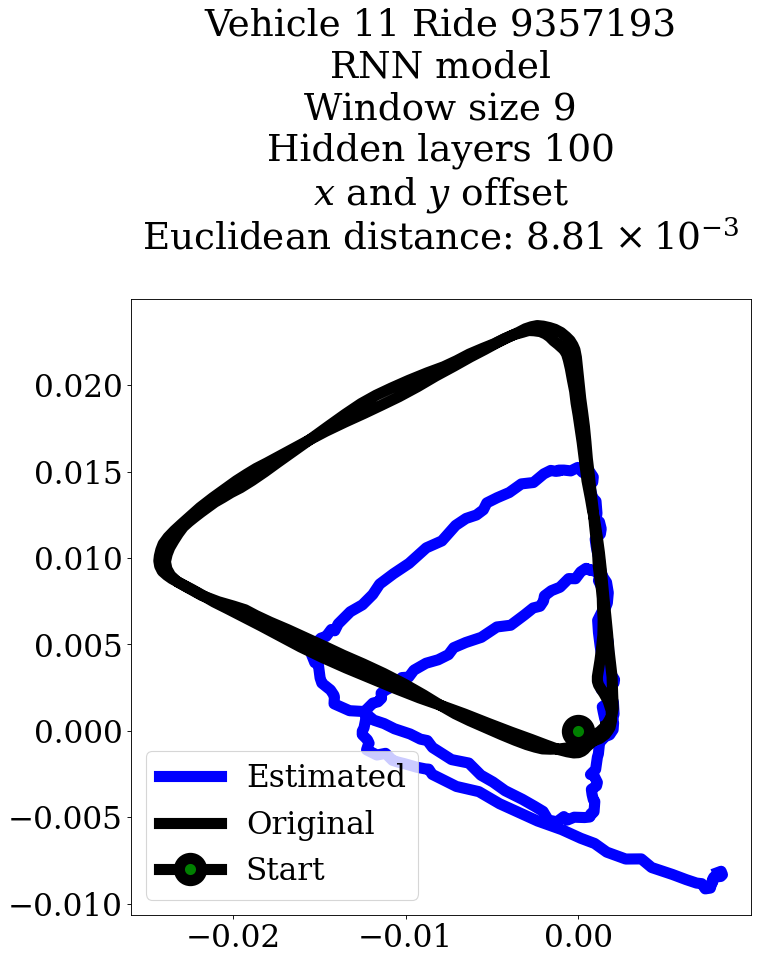 Vehicle 11 Ride 9357193
RNN model
Window size 9
Hidden layers 100
x and y offset
Euclidean distance: 8.81 × 10⁻³
0.020
0.015
0.010
0.005
0.000
−0.005
−0.010
Estimated
Original
Start
−0.02
−0.01
0.00